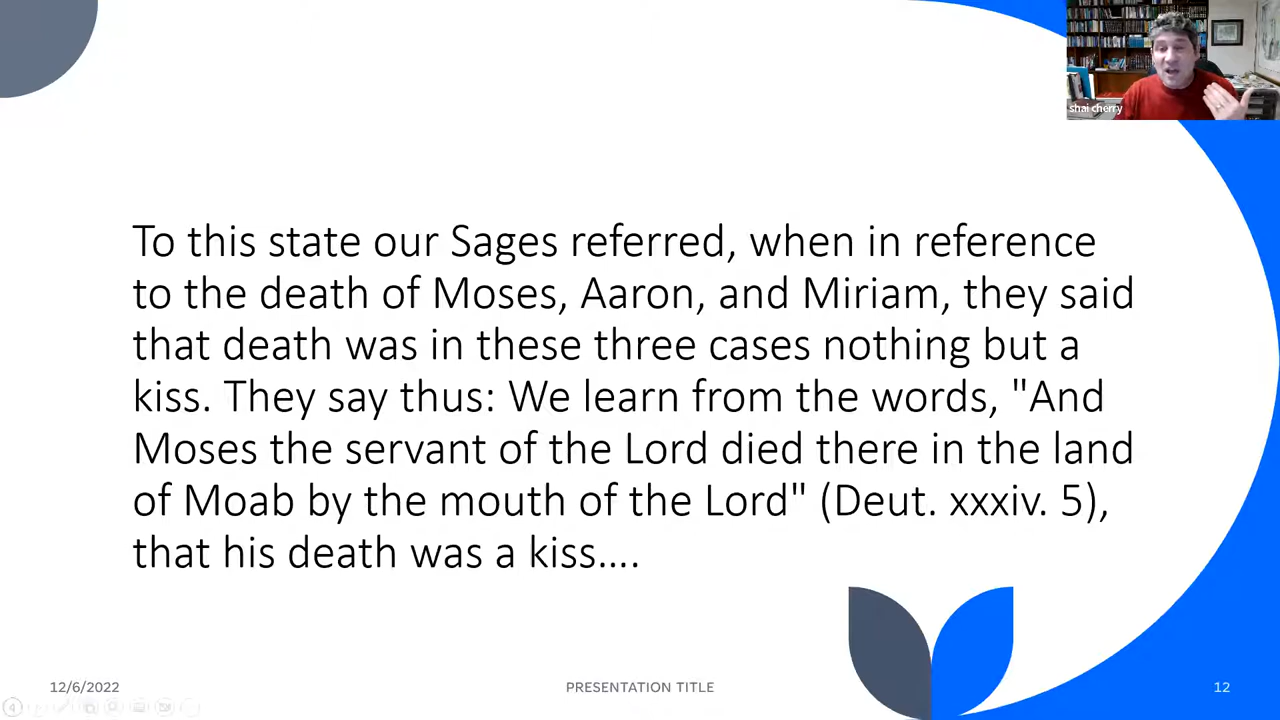 shai cherry
To this state our Sages referred, when in reference
to the death of Moses, Aaron, and Miriam, they said
that death was in these three cases nothing but a
kiss. They say thus: We learn from the words, "And
Moses the servant of the Lord died there in the land
of Moab by the mouth of the Lord" (Deut. xxxiv. 5),
that his death was a kiss….
12/6/2022
PRESENTATION TITLE
12